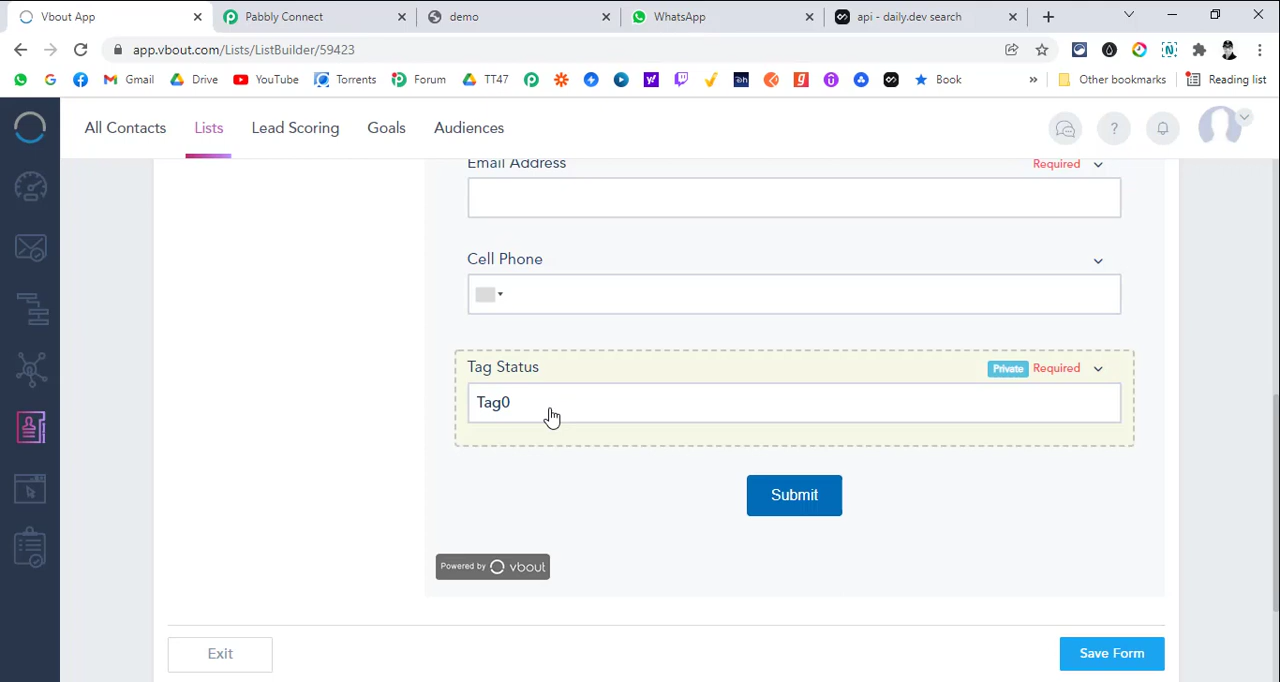 Vbout App
Pabbly Connect
demo
WhatsApp
api - daily.dev search
app.vbout.com/Lists/ListBuilder/59423
Gmail
Drive
YouTube
Torrents
Forum
TT47
Book
»
Other bookmarks
Reading list
All Contacts
Lists
Lead Scoring
Goals
Audiences
?
Email Address
Required
Cell Phone
Tag Status
Private
Required
Tag0
Submit
Powered by vbout
Exit
Save Form